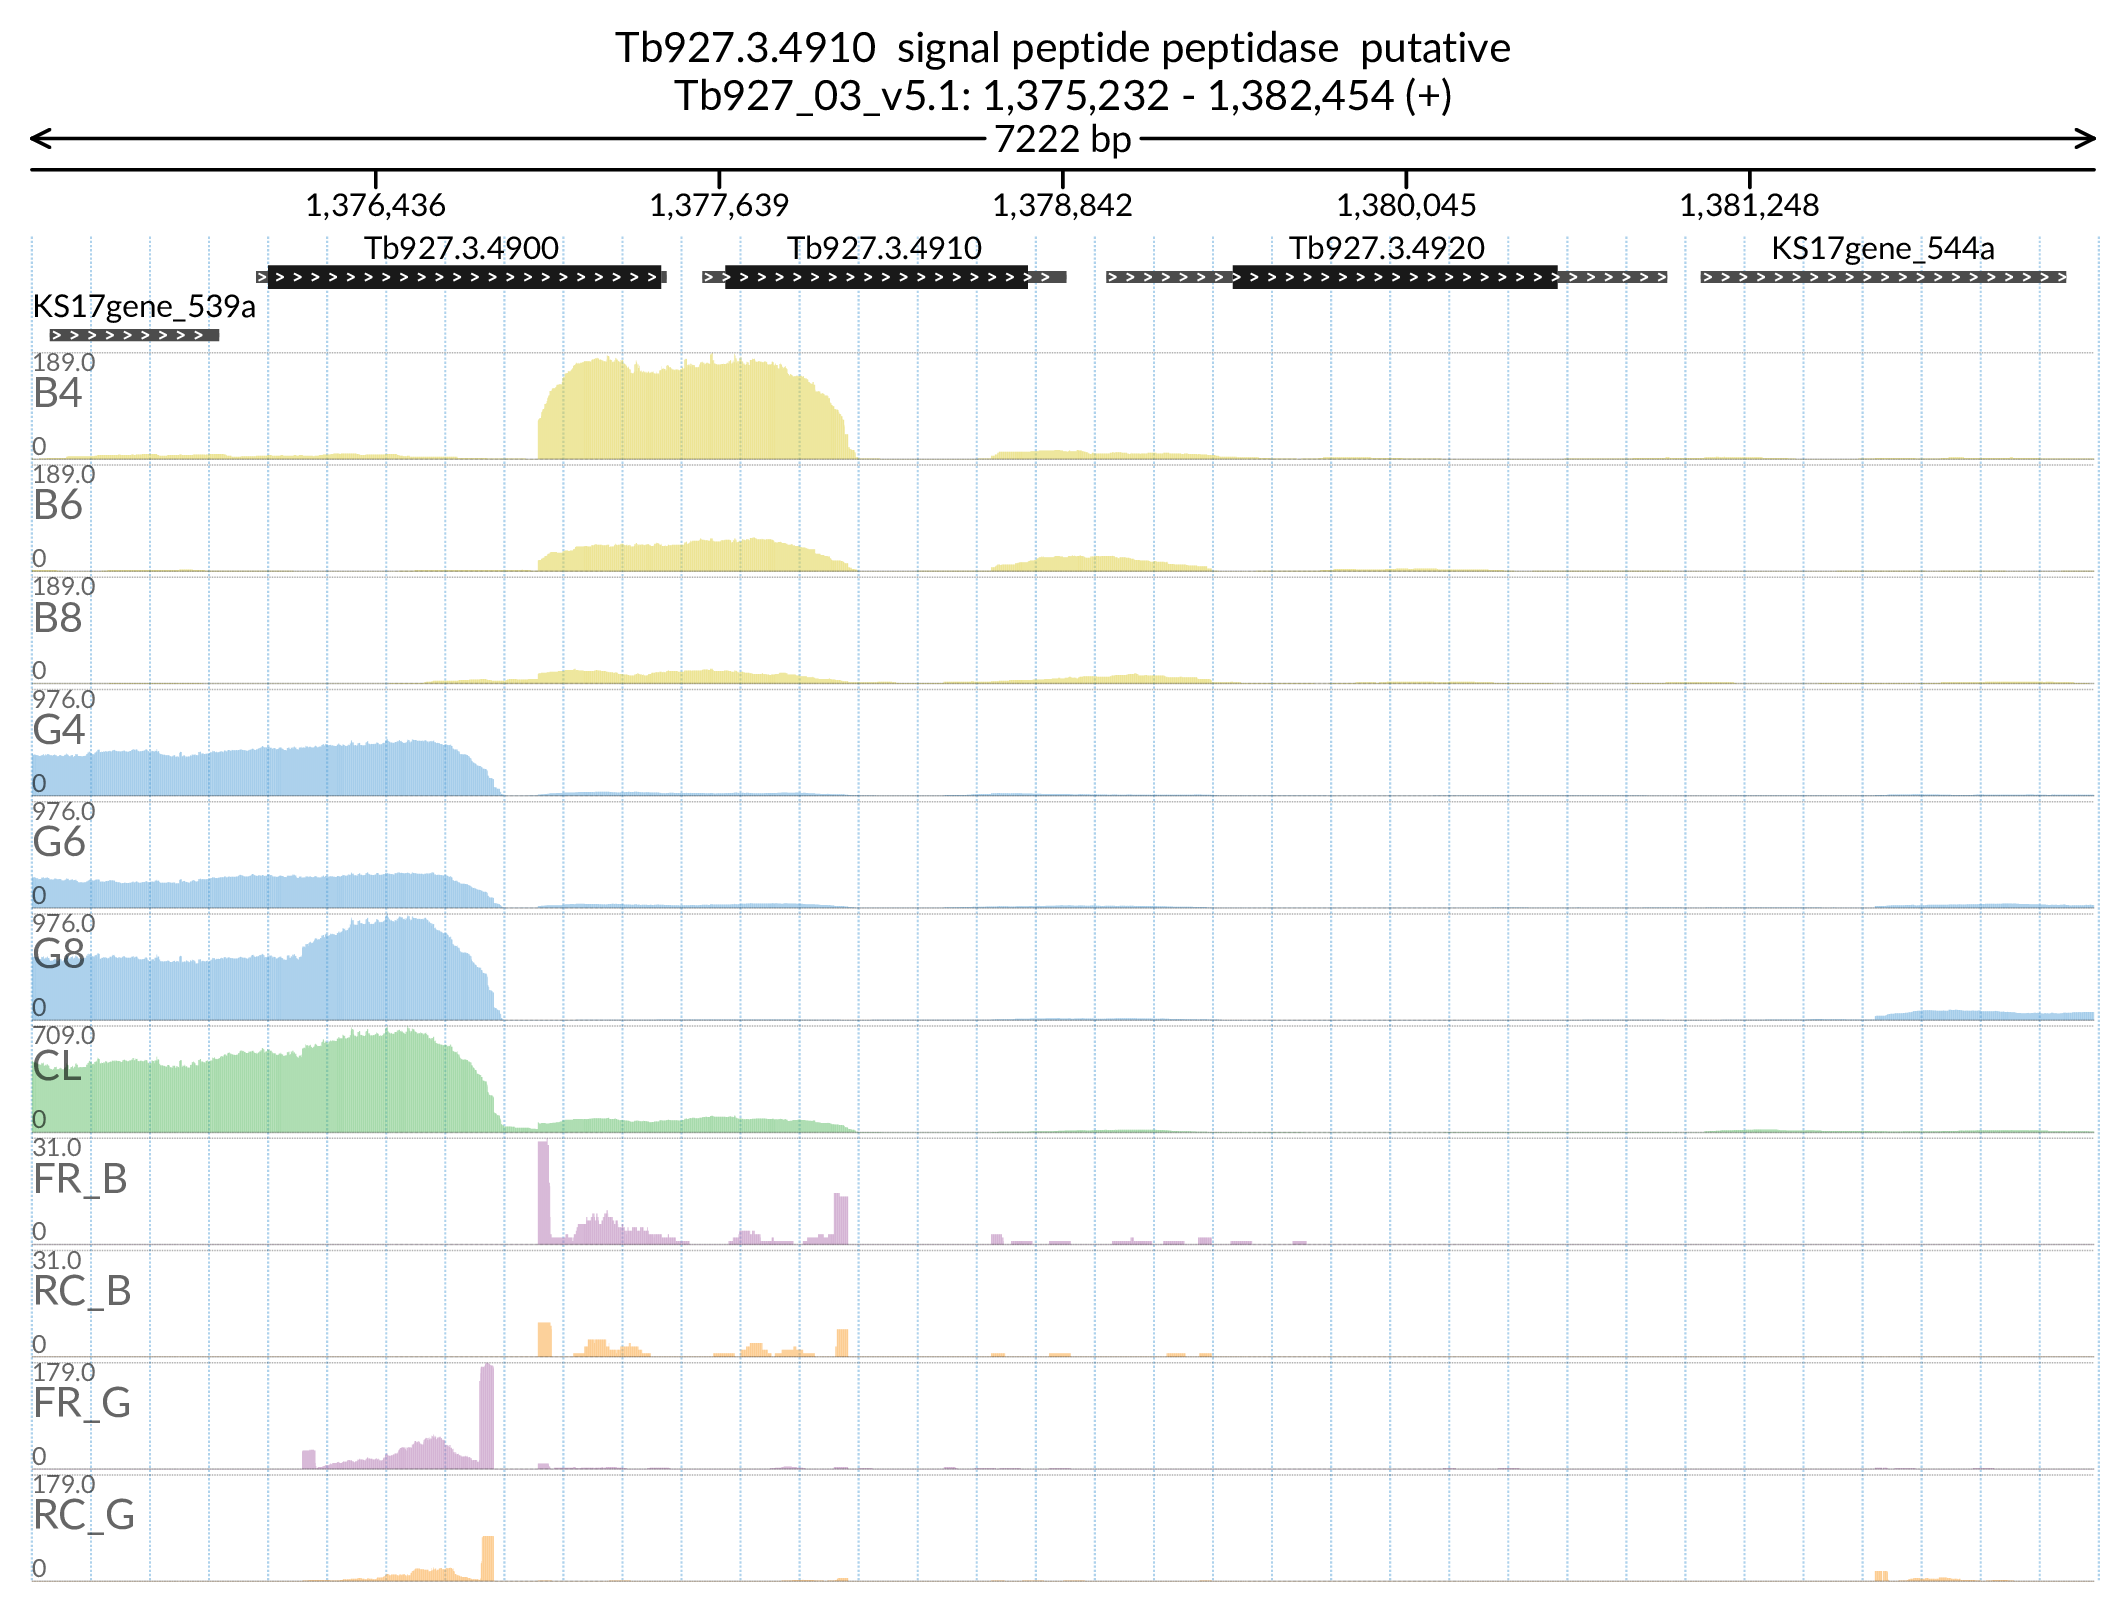 Tb927.3.4910  signal peptide peptidase  putative
Tb927_03_v5.1: 1,375,232 - 1,382,454 (+)
7222 bp
1,376,436 1,377,639 1,378,842 1,380,045 1,381,248
Tb927.3.4900 Tb927.3.4910 Tb927.3.4920 KS17gene_544a
KS17gene_539a
189.0
B4
0
189.0
B6
0
189.0
B8
0
976.0
G4
0
976.0
G6
0
976.0
G8
0
709.0
CL
0
31.0
FR_B
0
31.0
RC_B
0
179.0
FR_G
0
179.0
RC_G
0